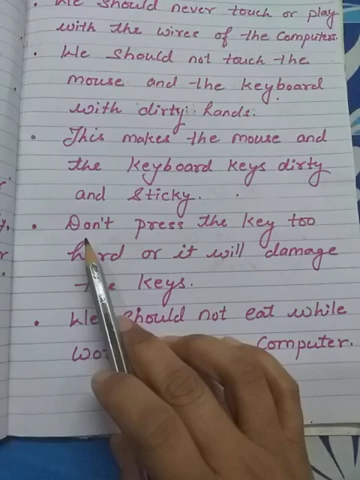 We should never touch or play
with the wires of the Computers.
We should not touch the
mouse and the keyboard
with dirty hands.
This makes the mouse and
the keyboard keys dirty
and sticky.
Don't press the key too
hard or it will damage
the keys.
We should not eat while
Computer.